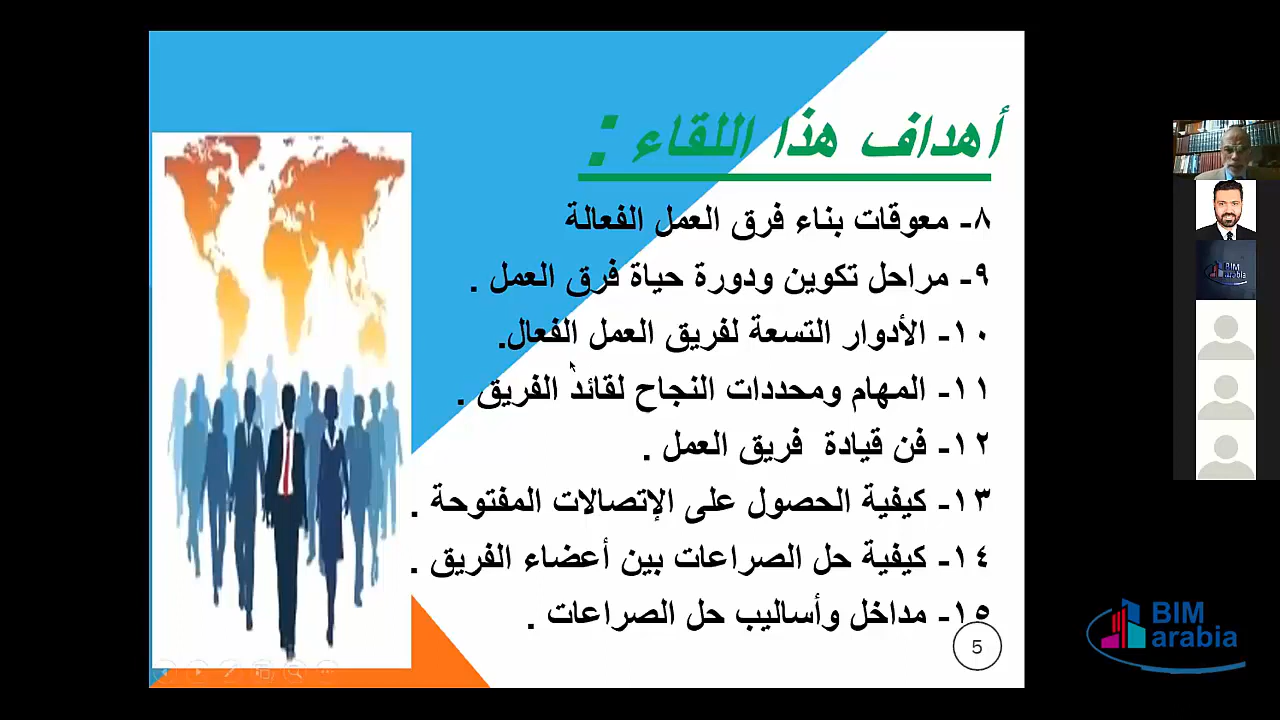 أهداف هذا اللقاء :
٨- معوقات بناء فرق العمل الفعالة
٩- مراحل تكوين ودورة حياة فرق العمل .
١٠- الأدوار التسعة لفريق العمل الفعال.
١١- المهام ومحددات النجاح لقائد الفريق .
١٢- فن قيادة فريق العمل .
١٣- كيفية الحصول على الإتصالات المفتوحة .
١٤- كيفية حل الصراعات بين أعضاء الفريق .
١٥- مداخل وأساليب حل الصراعات .
5
BIM
arabia
BIM
arabia